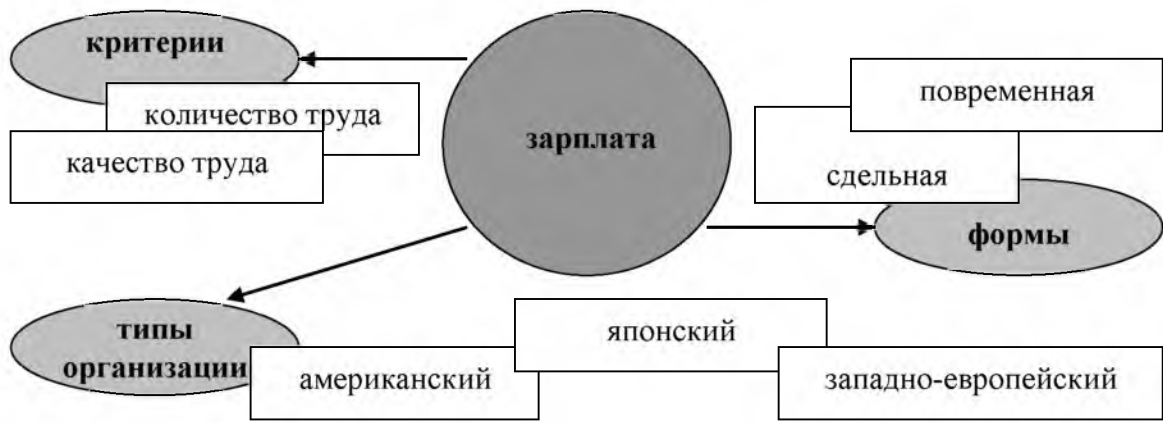 критерии
количество труда
качество труда
зарплата
повременная
сдельная
формы
типы
организации
американский
японский
западно-европейский